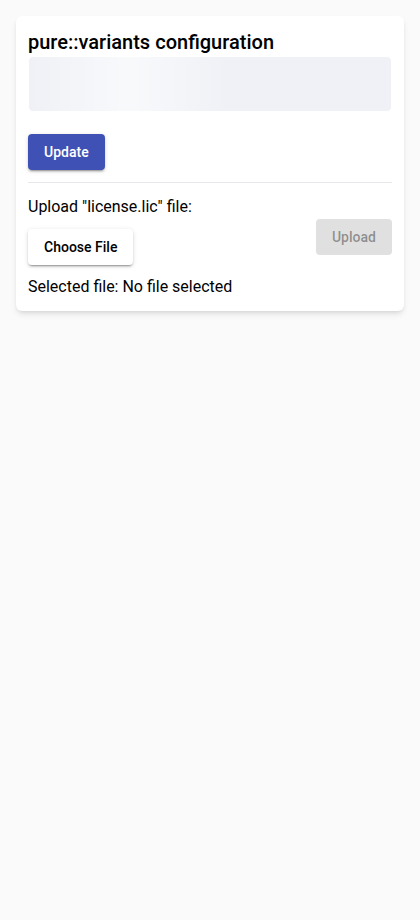 pure::variants configuration
Update
Upload "license.lic" file:
Choose File
Upload
Selected file: No file selected